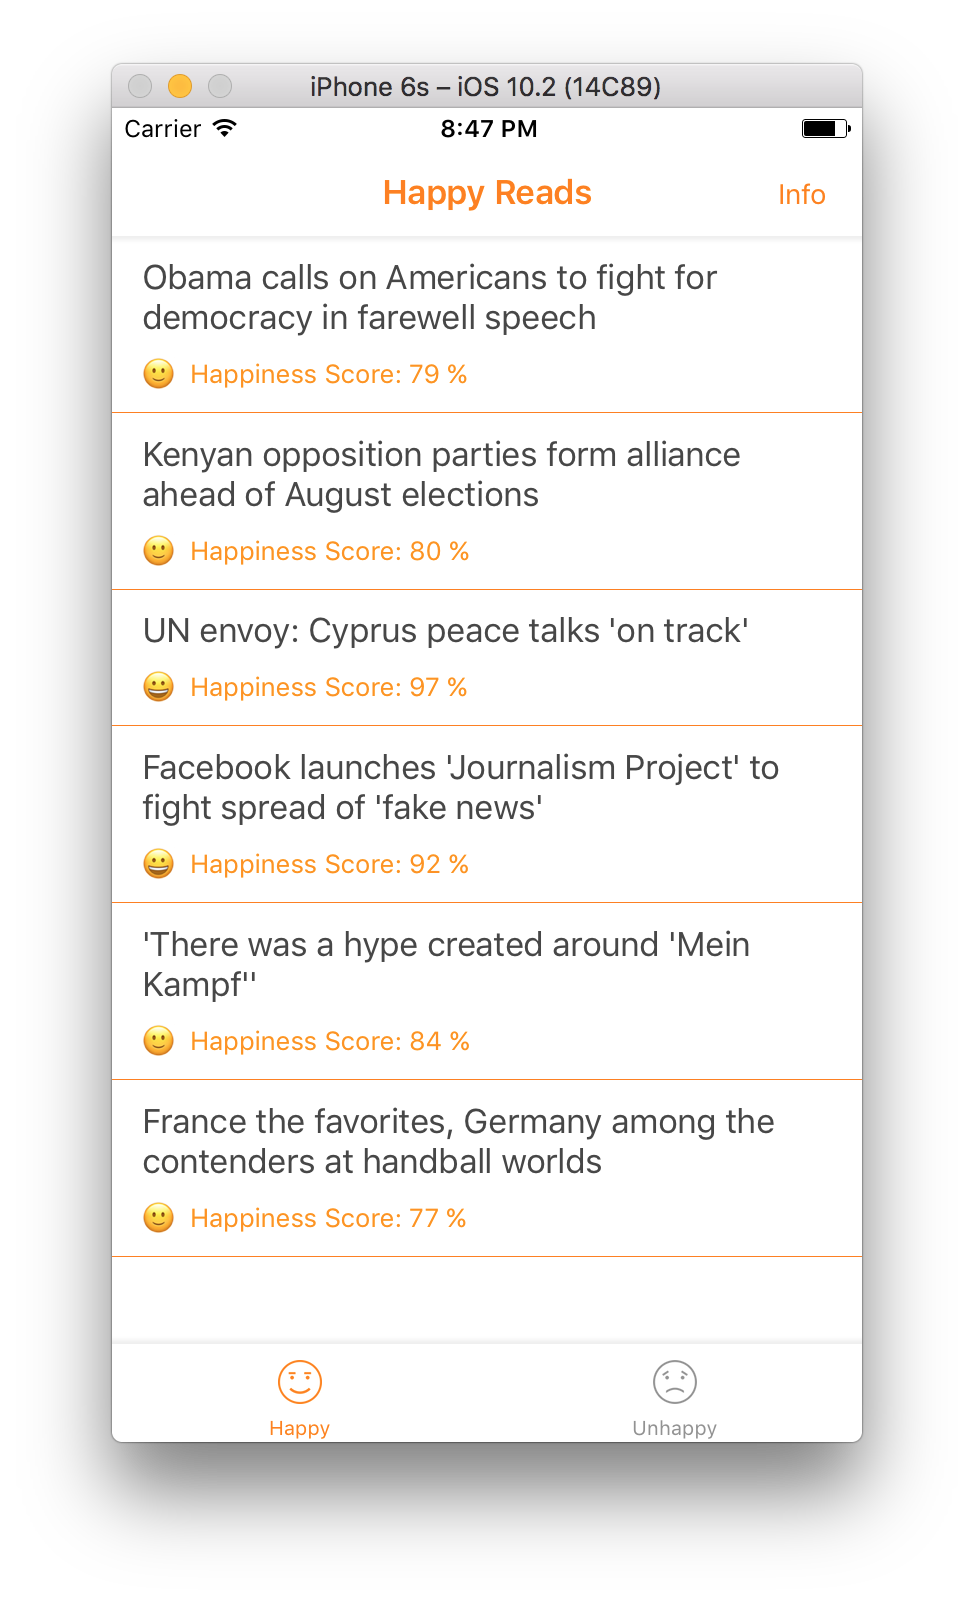 iPhone 6s – iOS 10.2 (14C89)
Carrier 8:47 PM
Happy Reads Info
Obama calls on Americans to fight for
democracy in farewell speech
Happiness Score: 79 %
Kenyan opposition parties form alliance
ahead of August elections
Happiness Score: 80 %
UN envoy: Cyprus peace talks 'on track'
Happiness Score: 97 %
Facebook launches 'Journalism Project' to
fight spread of 'fake news'
Happiness Score: 92 %
'There was a hype created around 'Mein
Kampf''
Happiness Score: 84 %
France the favorites, Germany among the
contenders at handball worlds
Happiness Score: 77 %
Happy Unhappy